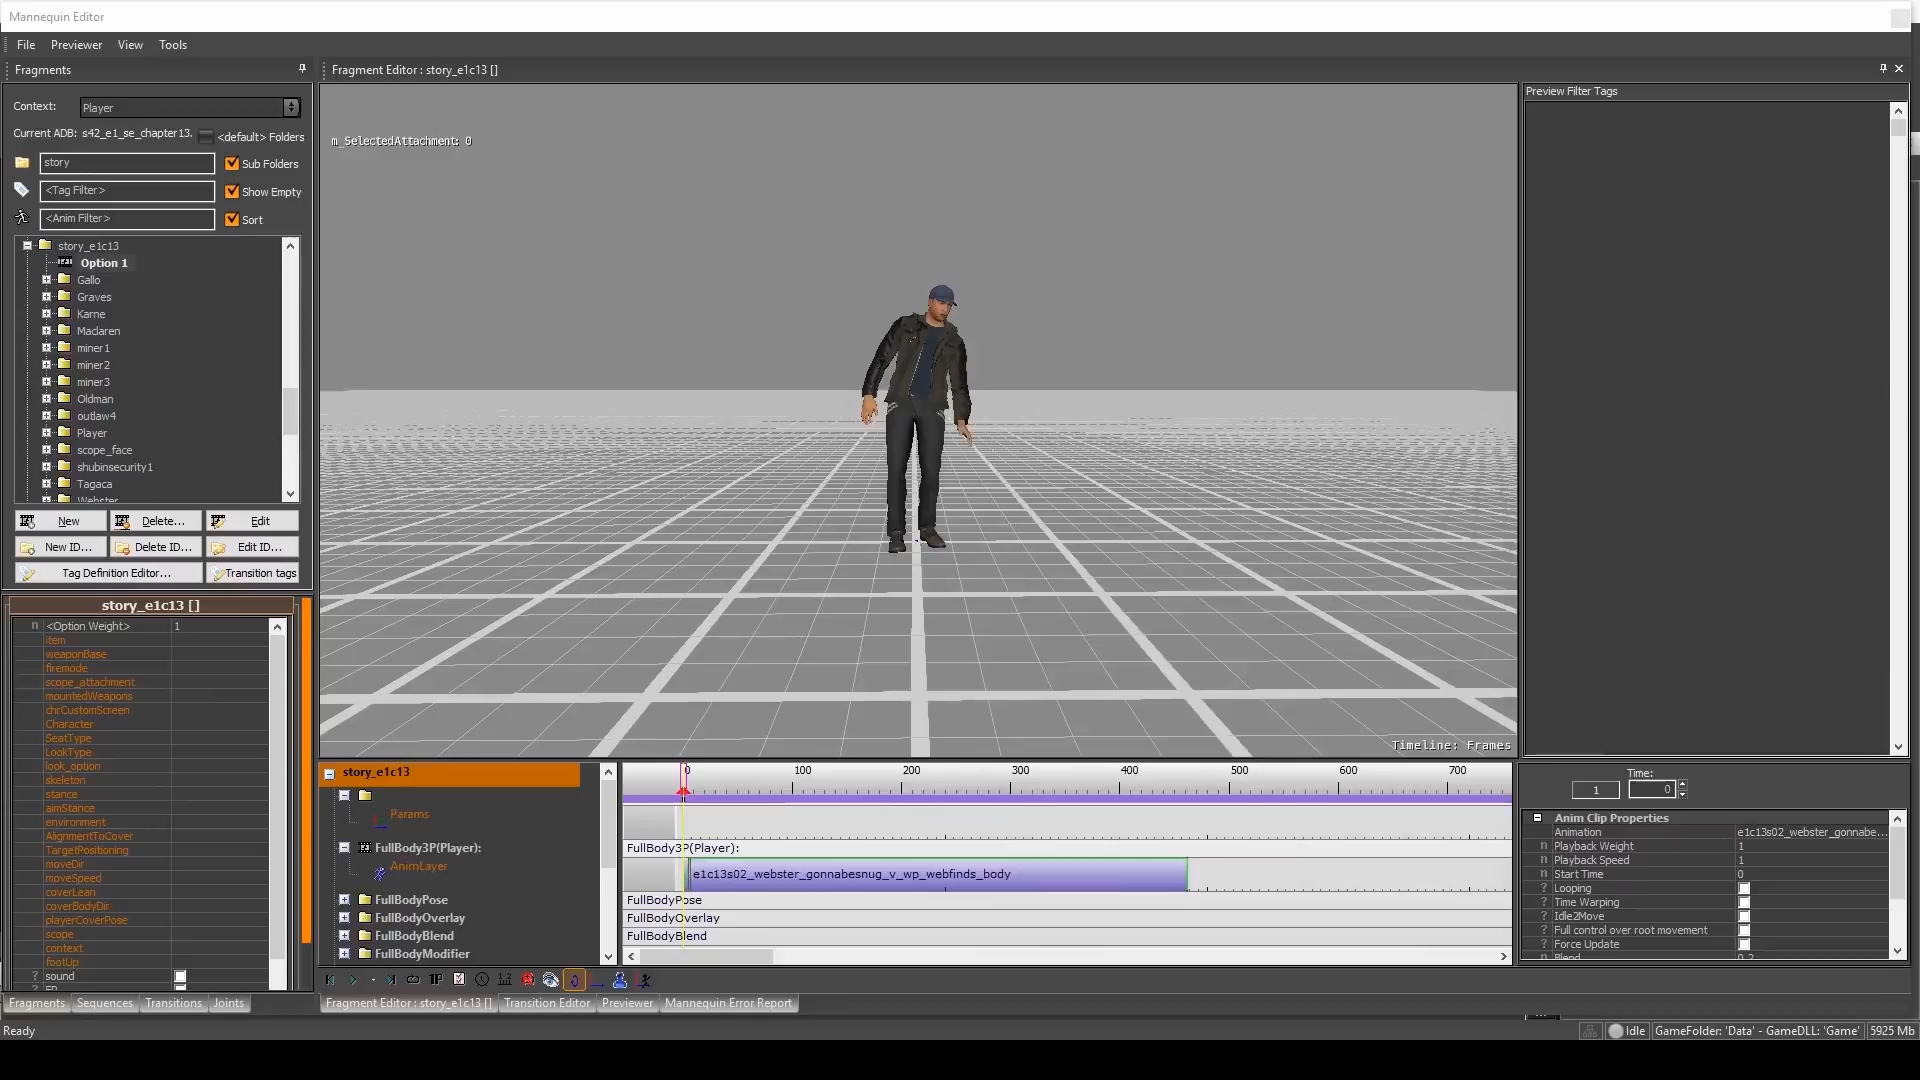 Mannequin Editor
File Previewer View Tools
Fragments
Context: Player
Current ADB: s42_e1_se_chapter13. <default> Folders
story Sub Folders
<Tag Filter> Show Empty
<Anim Filter> Sort
story_e1c13
Option 1
Gallo
Graves
Karne
Maclaren
miner1
miner2
miner3
Oldman
outlaw4
Player
scope_face
shubinsecurity1
Tagaca
Webster
New Delete... Edit
New ID... Delete ID... Edit ID...
Tag Definition Editor... Transition tags
story_e1c13 []
<Option Weight> 1
item
weaponBase
firemode
scope_attachment
mountedWeapons
chrCustomScreen
Character
SeatType
LookType
look_option
skeleton
stance
aimStance
environment
AlignmentToCover
TargetPositioning
moveDir
moveSpeed
coverLean
coverBodyDir
playerCoverPose
scope
context
footUp
? sound
Fragments Sequences Transitions Joints
Fragment Editor : story_e1c13 []
m_SelectedAttachment: 0
Timeline: Frames
story_e1c13
Params
FullBody3P(Player):
AnimLayer
FullBodyPose
FullBodyOverlay
FullBodyBlend
FullBodyModifier
0 100 200 300 400 500 600 700
FullBody3P(Player):
e1c13s02_webster_gonnabesnug_v_wp_webfinds_body
FullBodyPose
FullBodyOverlay
FullBodyBlend
Fragment Editor : story_e1c13 [] Transition Editor Previewer Mannequin Error Report
Preview Filter Tags
Time:
1 0
Anim Clip Properties
Animation e1c13s02_webster_gonnabe...
n Playback Weight 1
n Playback Speed 1
n Start Time 0
? Looping
? Time Warping
? Idle2Move
? Full control over root movement
? Force Update
n Blend 0.2
Ready
Idle GameFolder: 'Data' - GameDLL: 'Game' 5925 Mb